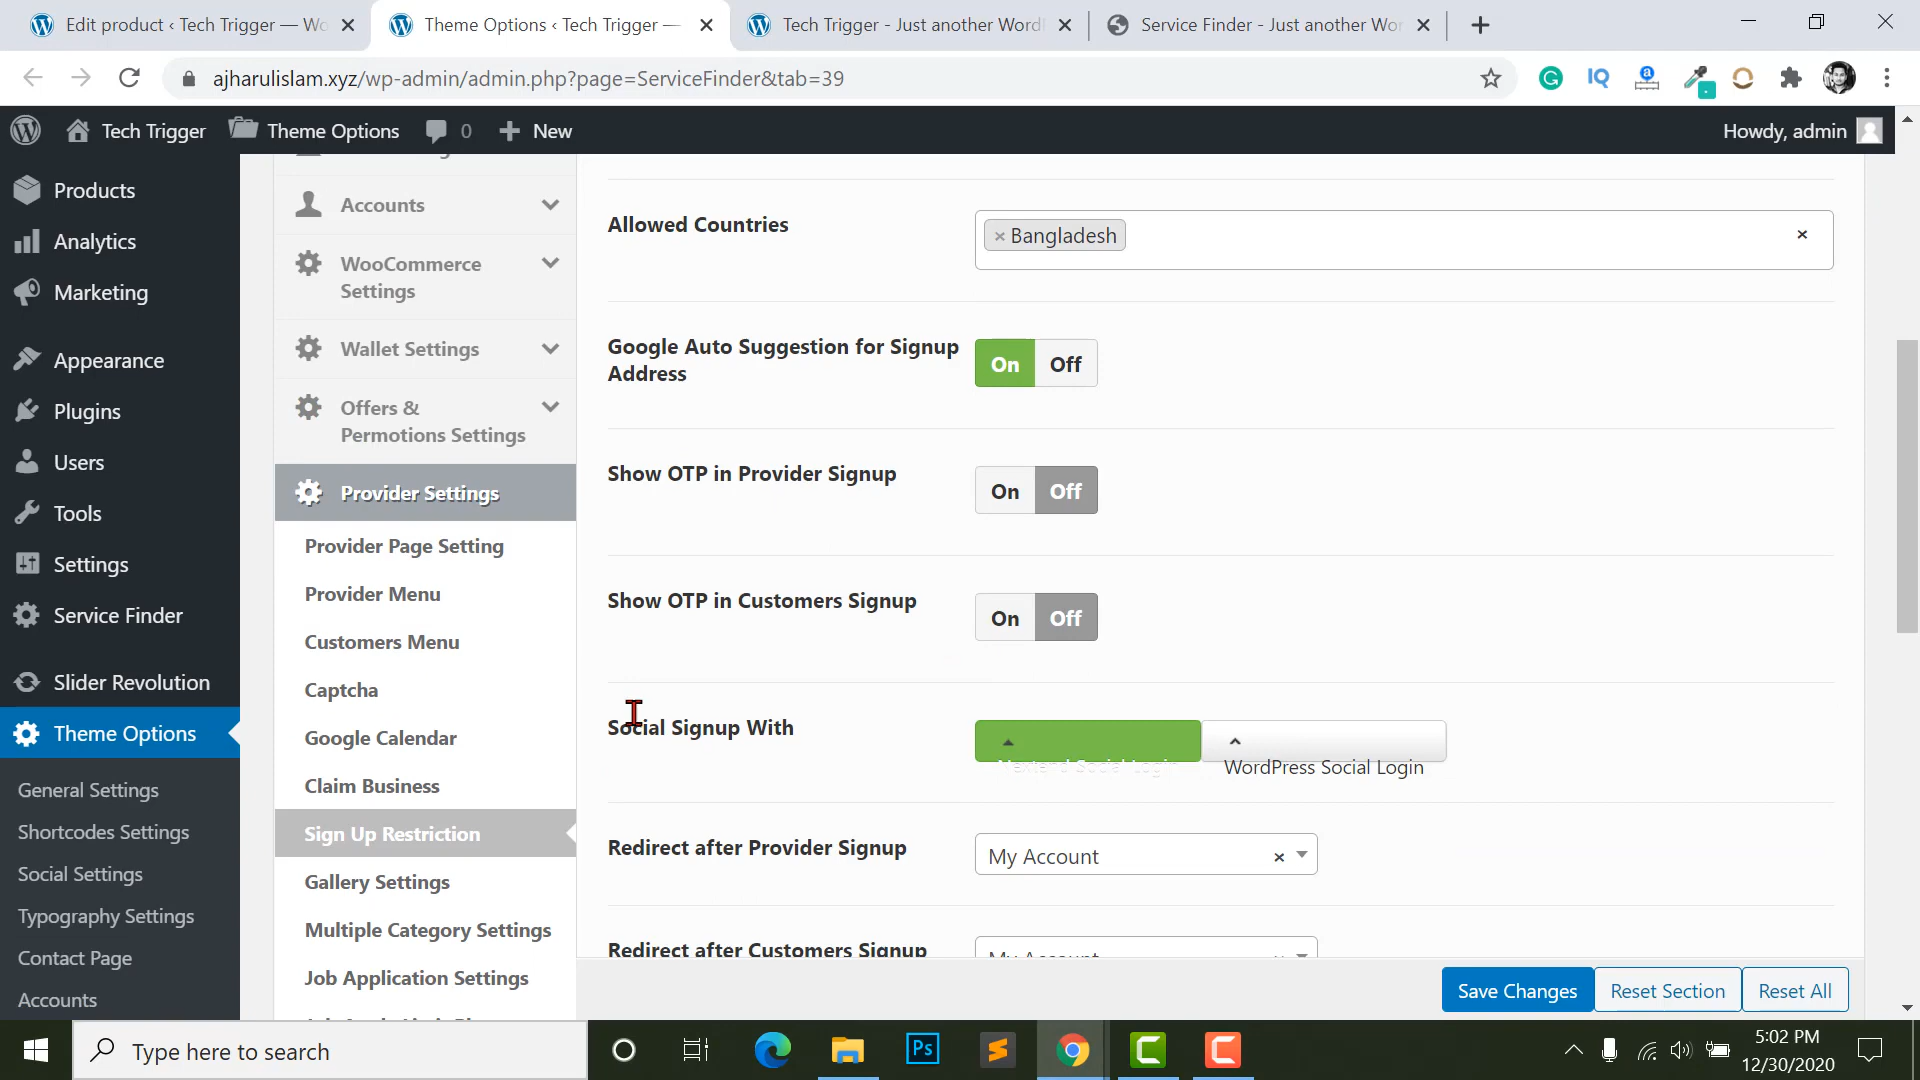 Edit product ‹ Tech Trigger — Wo
Theme Options ‹ Tech Trigger —
Tech Trigger - Just another WordP
Service Finder - Just another Wor
ajharulislam.xyz/wp-admin/admin.php?page=ServiceFinder&tab=39
Tech Trigger
Theme Options
0
New
Howdy, admin
Products
Analytics
Marketing
Appearance
Plugins
Users
Tools
Settings
Service Finder
Slider Revolution
Theme Options
General Settings
Shortcodes Settings
Social Settings
Typography Settings
Contact Page
Accounts
Accounts
WooCommerce
Settings
Wallet Settings
Offers &
Permotions Settings
Provider Settings
Provider Page Setting
Provider Menu
Customers Menu
Captcha
Google Calendar
Claim Business
Sign Up Restriction
Gallery Settings
Multiple Category Settings
Job Application Settings
Allowed Countries
× Bangladesh
×
Google Auto Suggestion for Signup
Address
On Off
Show OTP in Provider Signup
On Off
Show OTP in Customers Signup
On Off
Social Signup With
Nextend Social Login
WordPress Social Login
Redirect after Provider Signup
My Account ×
Redirect after Customers Signup
My Account
Save Changes
Reset Section
Reset All
Type here to search
Ps
5:02 PM
12/30/2020